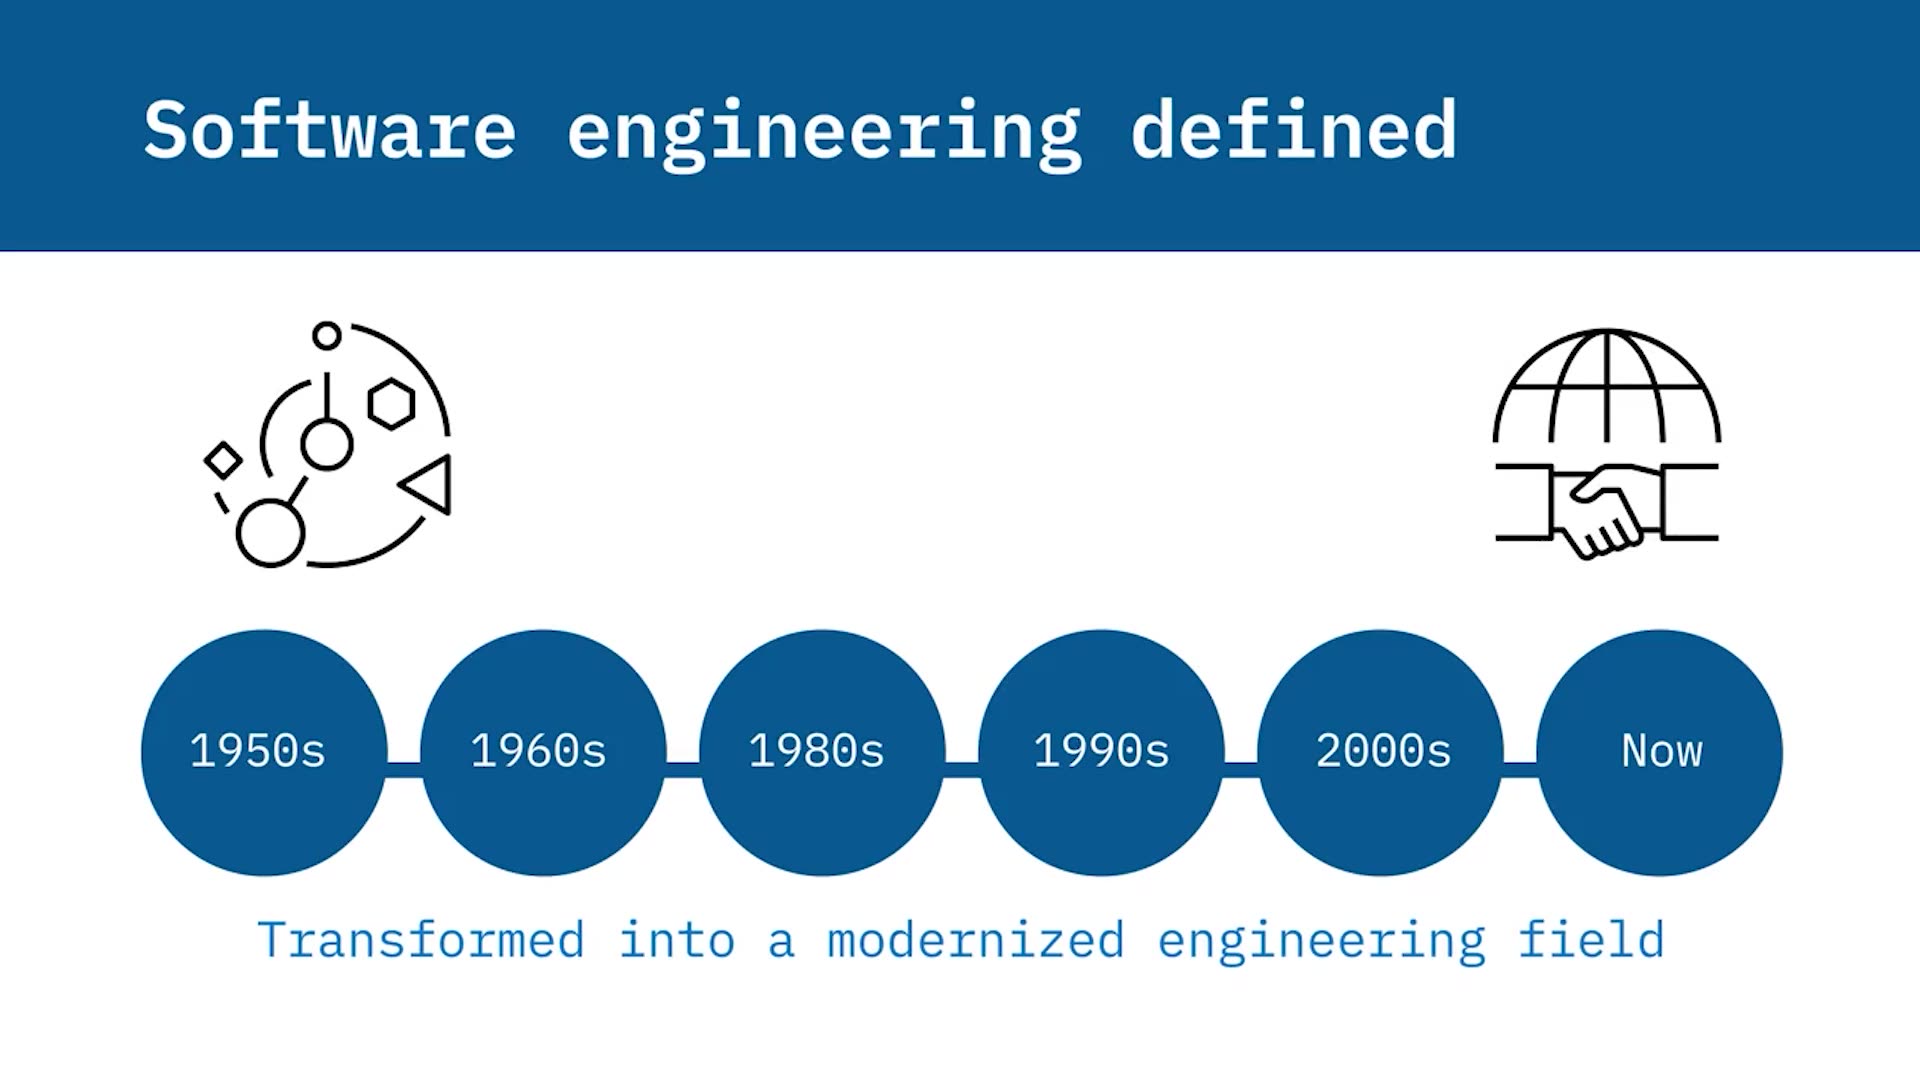 Software engineering defined
1950s 1960s 1980s 1990s 2000s Now
Transformed into a modernized engineering field